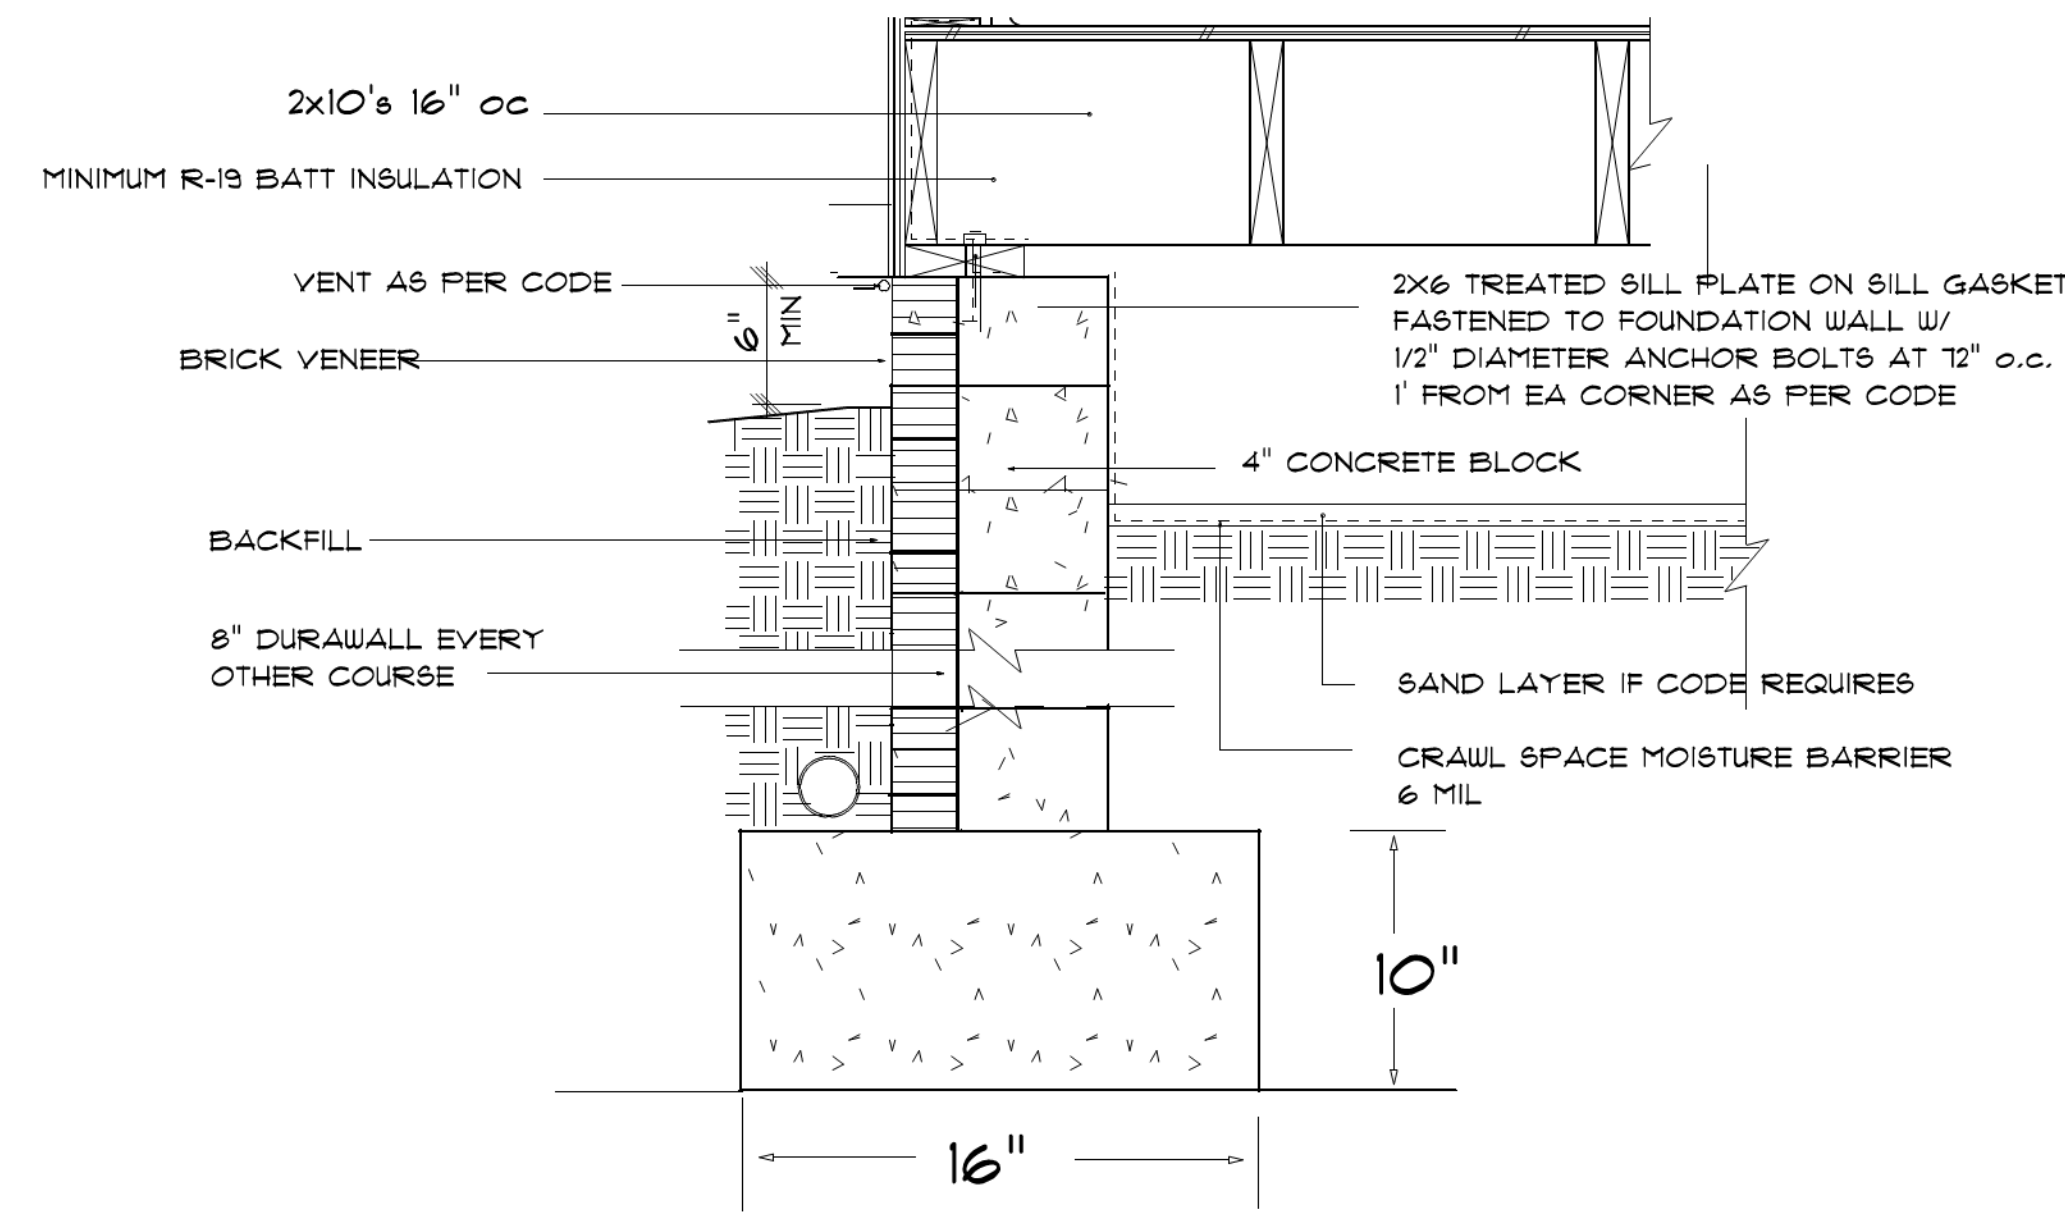 2x10's 16" oc
MINIMUM R-19 BATT INSULATION
VENT AS PER CODE
6"
MIN
BRICK VENEER
BACKFILL
8" DURAWALL EVERY
OTHER COURSE
2X6 TREATED SILL PLATE ON SILL GASKET
FASTENED TO FOUNDATION WALL W/
1/2" DIAMETER ANCHOR BOLTS AT 72" o.c.
1' FROM EA CORNER AS PER CODE
4" CONCRETE BLOCK
SAND LAYER IF CODE REQUIRES
CRAWL SPACE MOISTURE BARRIER
6 MIL
10"
16"